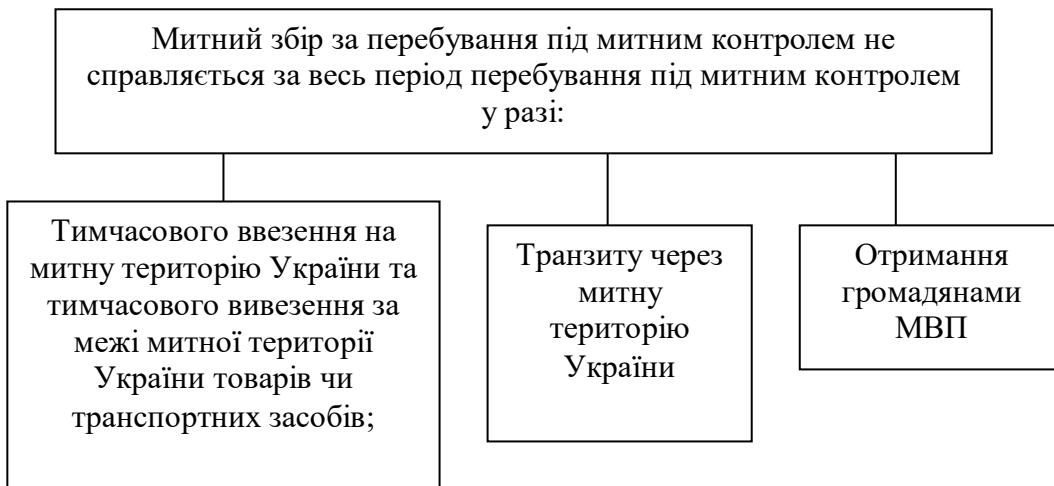 Митний збір за перебування під митним контролем не
справляється за весь період перебування під митним контролем
у разі:
Тимчасового ввезення на
митну територію України та
тимчасового вивезення за
межі митної території
України товарів чи
транспортних засобів;
Транзиту через
митну
територію
України
Отримання
громадянами
МВП